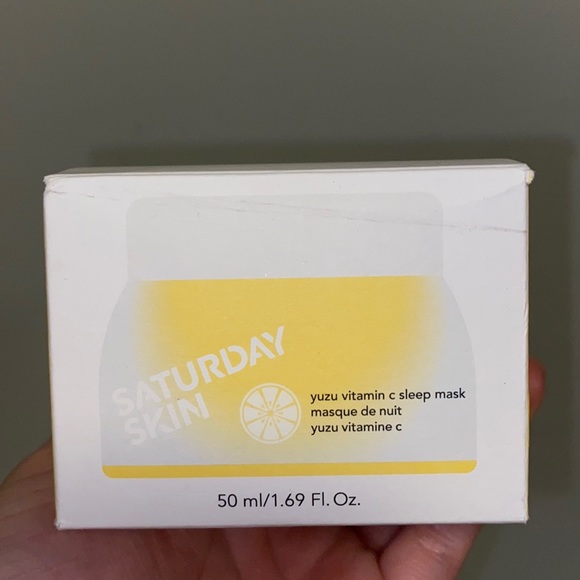 SATURDAY
SKIN
yuzu vitamin c sleep mask
masque de nuit
yuzu vitamine c
50 ml/1.69 Fl. Oz.